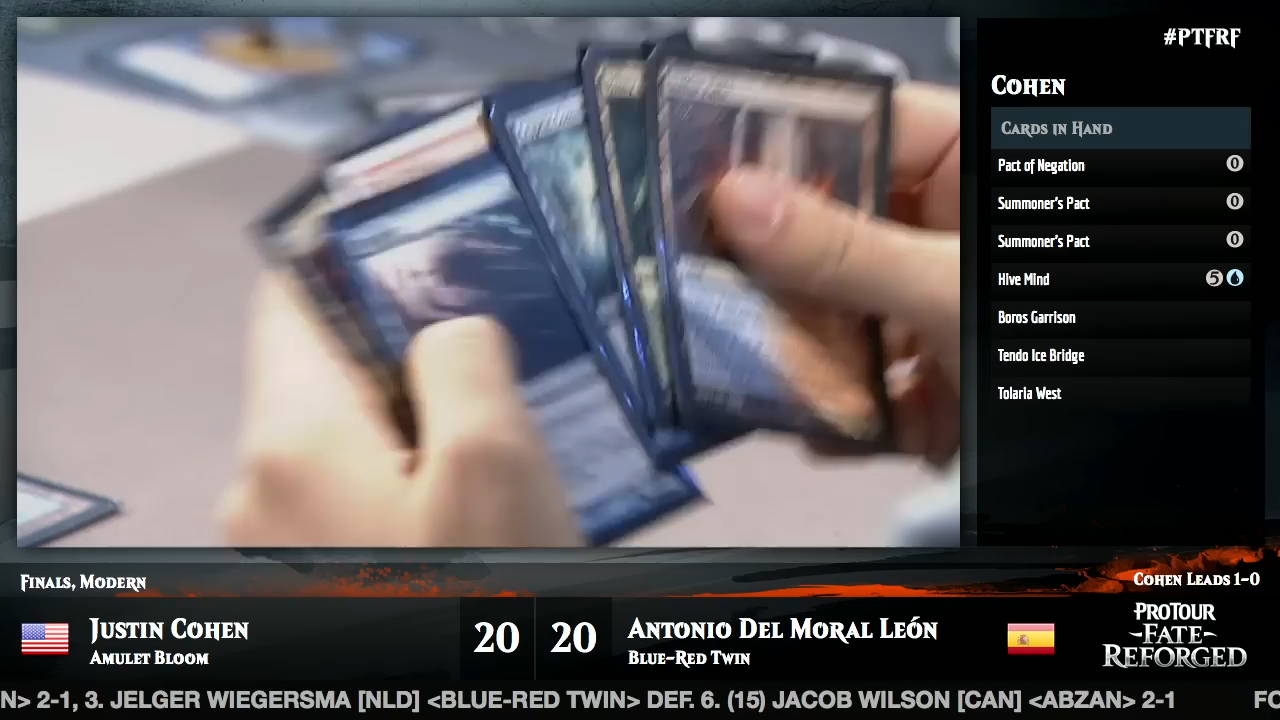 #PTFRF
Cohen
Cards in Hand
Pact of Negation 0
Summoner's Pact 0
Summoner's Pact 0
Hive Mind 5
Boros Garrison
Tendo Ice Bridge
Tolaria West
Finals, Modern
Cohen Leads 1-0
Justin Cohen
Amulet Bloom
20
20
Antonio Del Moral León
Blue-Red Twin
ProTour
-Fate-
Reforged
N> 2-1, 3. JELGER WIEGERSMA [NLD] <BLUE-RED TWIN> DEF. 6. (15) JACOB WILSON [CAN] <ABZAN> 2-1 FO